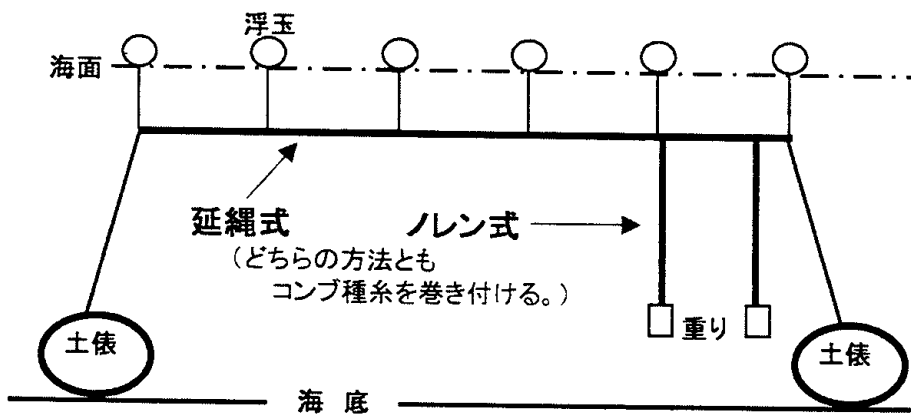 浮玉
海面
延縄式
ノレン式
(どちらの方法とも
コンブ種糸を巻き付ける。)
重り
土俵
土俵
海 底